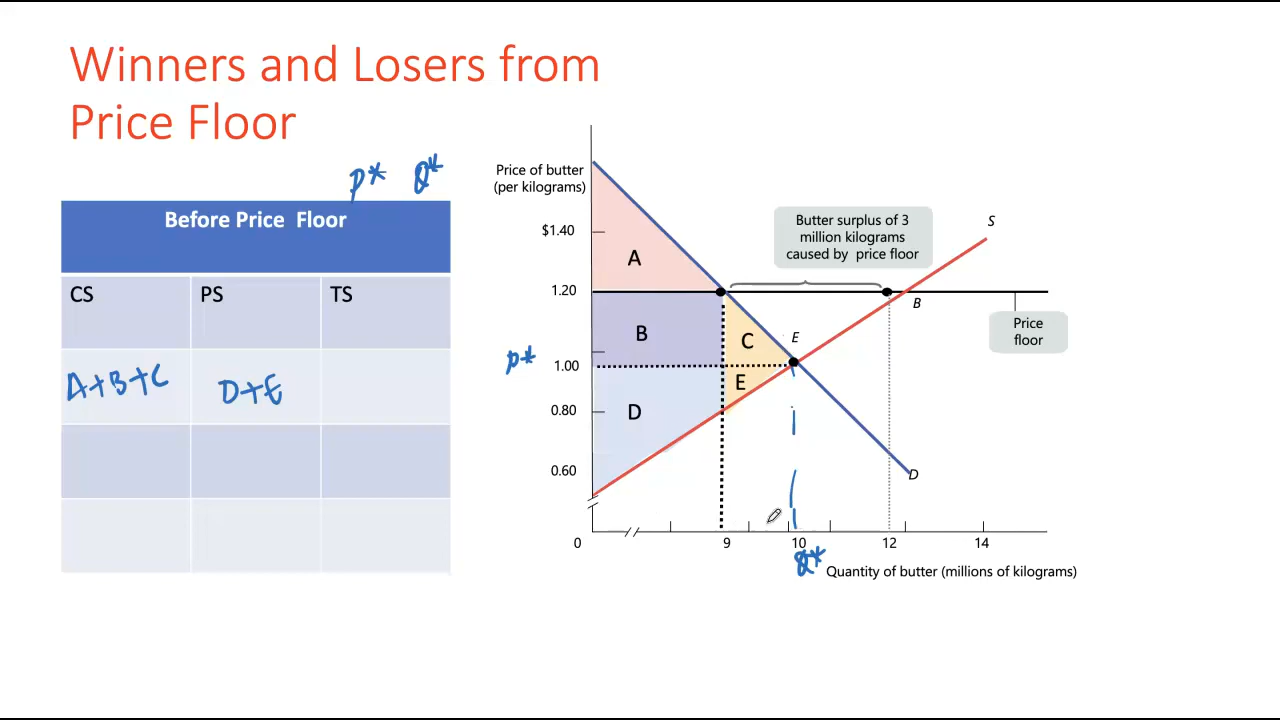 Winners and Losers from
Price Floor
P* Q*
Before Price Floor
CS PS TS
A+B+C D+E
Price of butter
(per kilograms)
$1.40
1.20
P* 1.00
0.80
0.60
A
B
C
E
D
E
Butter surplus of 3
million kilograms
caused by price floor
S
B
Price
floor
D
0 9 10 12 14
Q*
Quantity of butter (millions of kilograms)